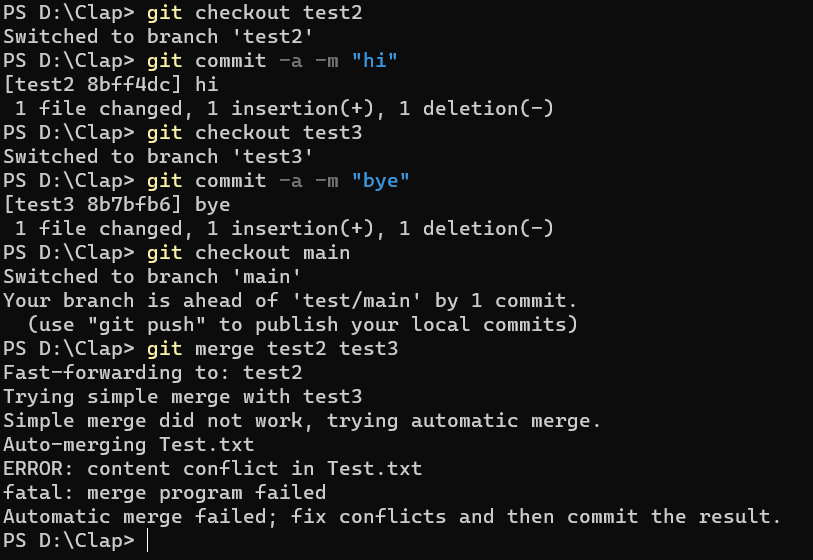 PS D:\Clap> git checkout test2
Switched to branch 'test2'
PS D:\Clap> git commit -a -m "hi"
[test2 8bff4dc] hi
 1 file changed, 1 insertion(+), 1 deletion(-)
PS D:\Clap> git checkout test3
Switched to branch 'test3'
PS D:\Clap> git commit -a -m "bye"
[test3 8b7bfb6] bye
 1 file changed, 1 insertion(+), 1 deletion(-)
PS D:\Clap> git checkout main
Switched to branch 'main'
Your branch is ahead of 'test/main' by 1 commit.
  (use "git push" to publish your local commits)
PS D:\Clap> git merge test2 test3
Fast-forwarding to: test2
Trying simple merge with test3
Simple merge did not work, trying automatic merge.
Auto-merging Test.txt
ERROR: content conflict in Test.txt
fatal: merge program failed
Automatic merge failed; fix conflicts and then commit the result.
PS D:\Clap>